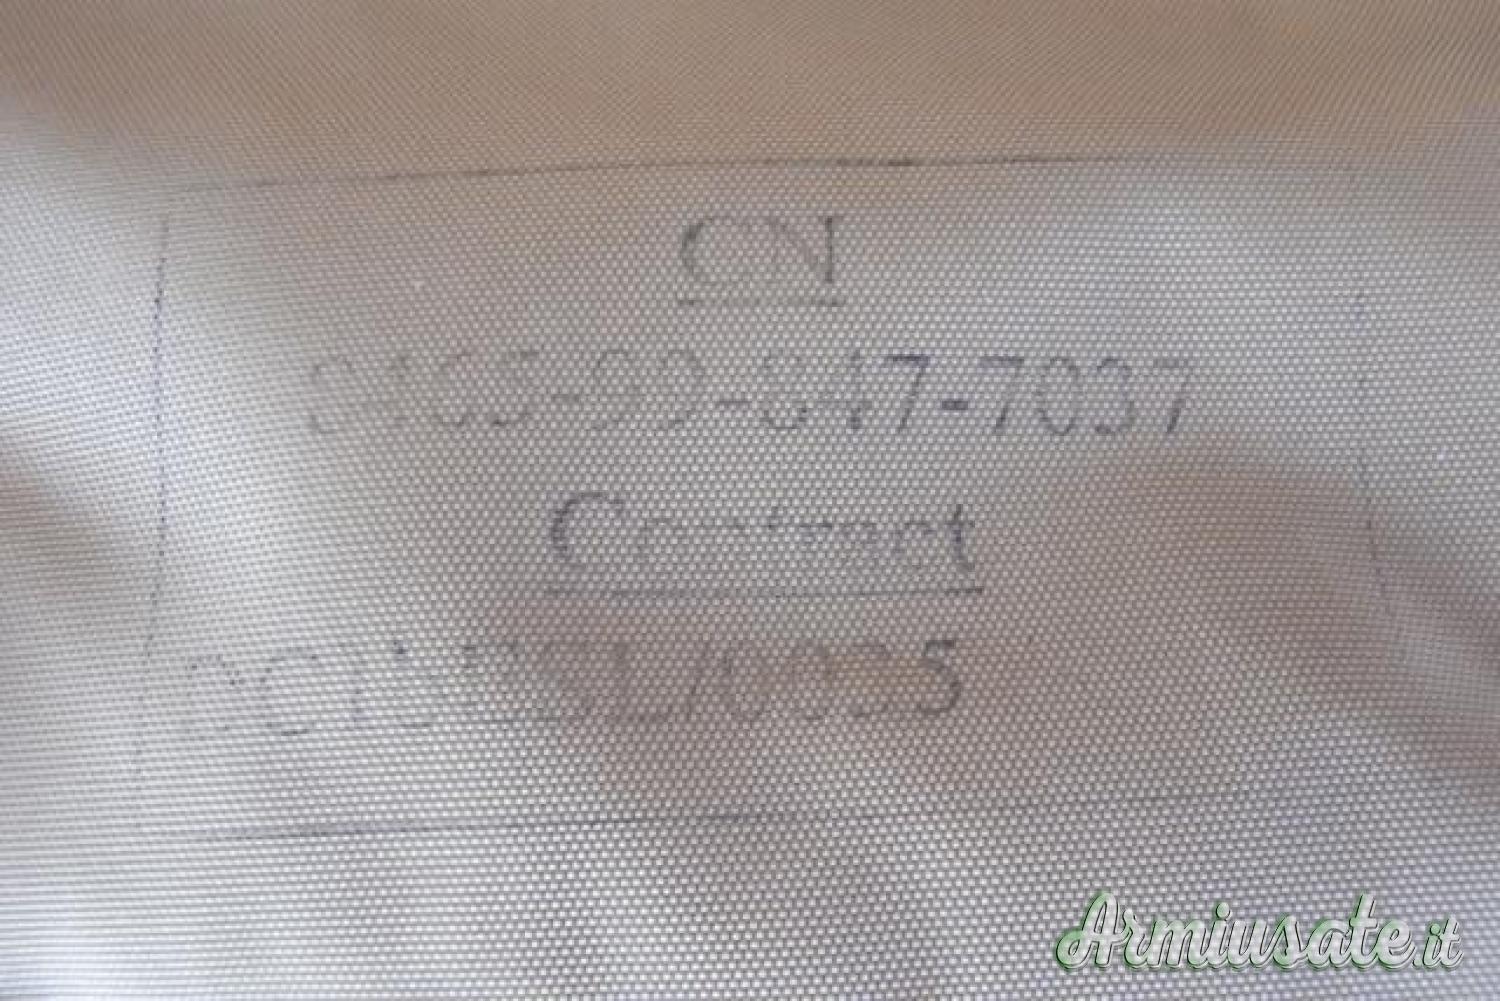 CN
8465-99-847-7037
Contract
Armiusate.it